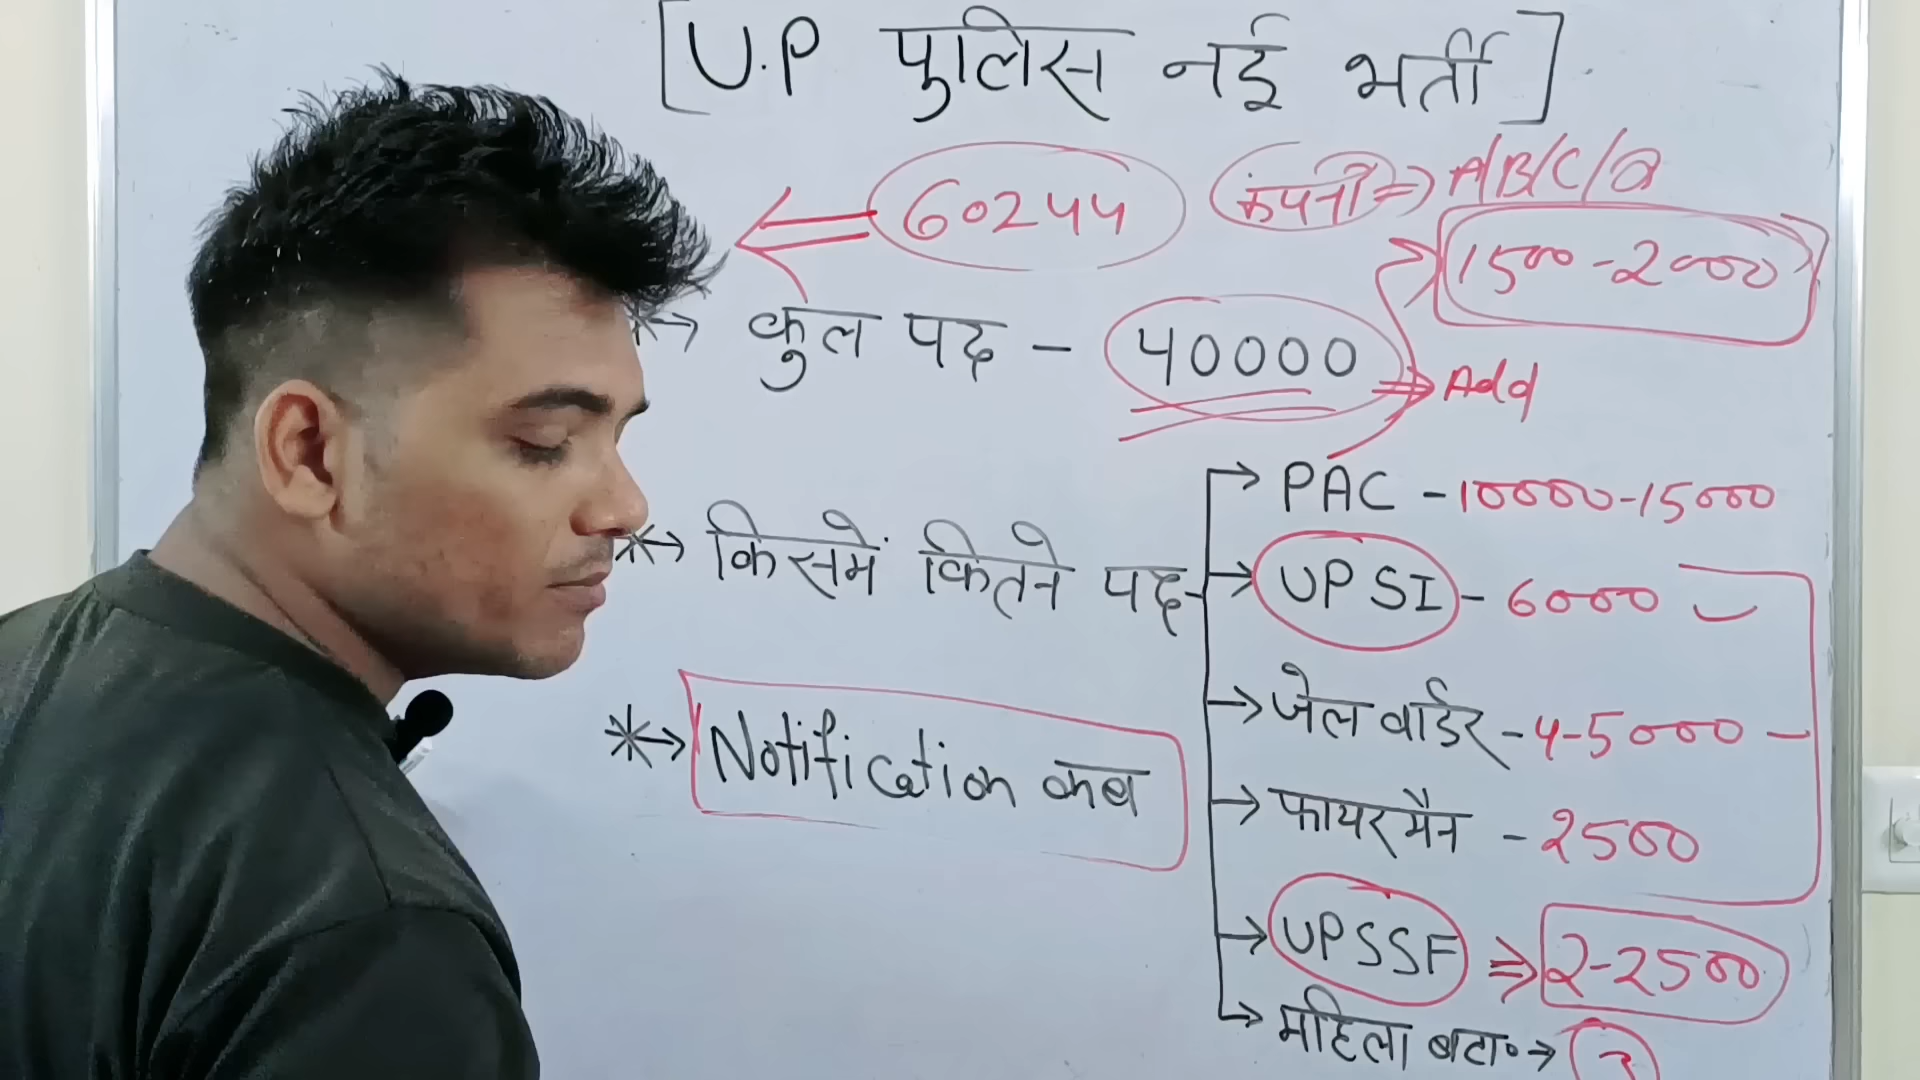 [U.P पुलिस नई भर्ती]
60244 कंपनी ⇒ A/B/C/D
1500-2000
*→ कुल पद - 40000 ⇒ Add
*→ किसमें कितने पद-
→ PAC - 10000-15000
→ UPSI - 6000
→ जेल वार्डर - 4-5000
→ फायरमैन - 2500
→ UPSSF ⇒ 2-2500
→ महिला बटा० →
*→ Notification कब